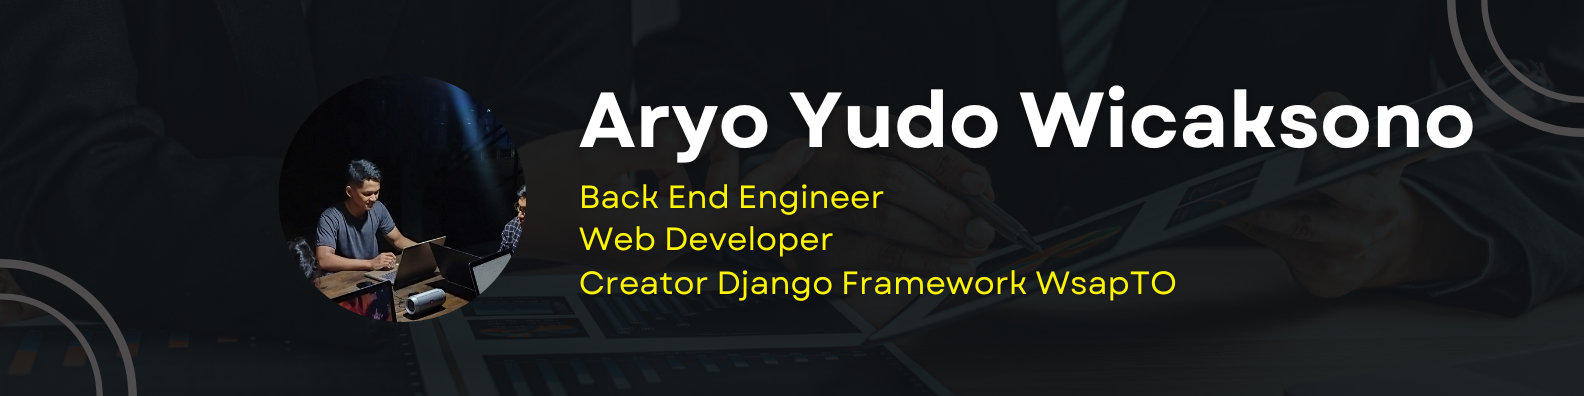 Aryo Yudo Wicaksono
Back End Engineer
Web Developer
Creator Django Framework WsapTO